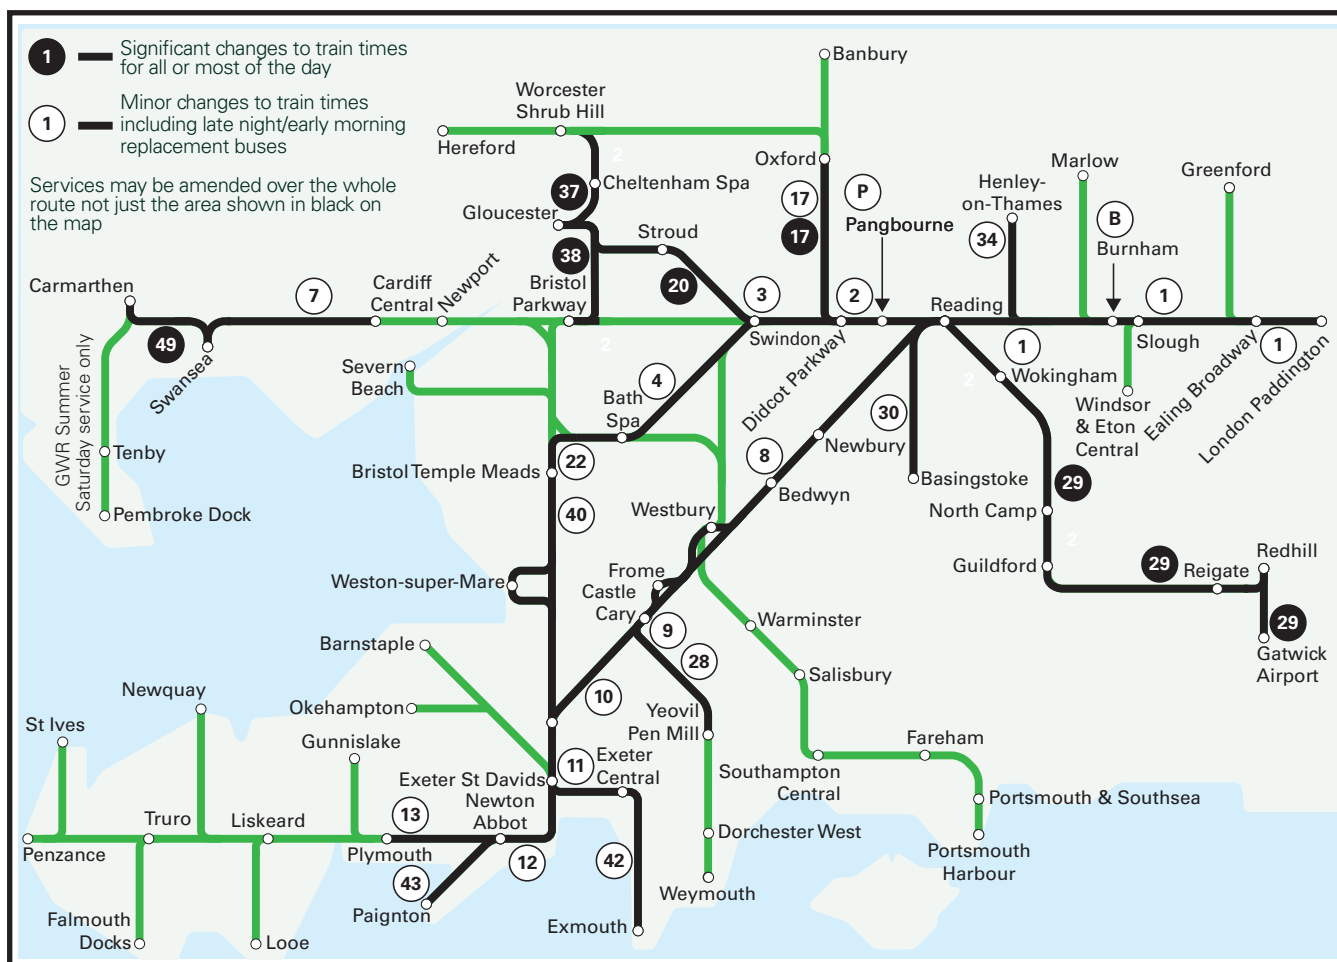 1
Significant changes to train times
for all or most of the day
1
Minor changes to train times
including late night/early morning
replacement buses
Services may be amended over the whole
route not just the area shown in black on
the map
Banbury
Worcester
Shrub Hill
Hereford
2
Oxford
Marlow
Greenford
Henley-
on-Thames
37
Cheltenham Spa
17
P
Gloucester
Stroud
17
Pangbourne
34
B
Burnham
38
20
Carmarthen
7
Cardiff
Central
Newport
Bristol
Parkway
3
2
Reading
1
49
Swansea
2
Swindon
Didcot Parkway
1
Slough
Ealing Broadway
1
London Paddington
GWR Summer
Saturday service only
Severn
Beach
4
2
Wokingham
Windsor
& Eton
Central
Bath
Spa
30
Newbury
Tenby
Bristol Temple Meads
22
8
Bedwyn
Basingstoke
29
Pembroke Dock
40
Westbury
North Camp
2
Weston-super-Mare
Frome
Castle
Cary
Guildford
29
Reigate
Redhill
9
Warminster
29
Gatwick
Airport
Barnstaple
28
Salisbury
Newquay
10
Okehampton
Yeovil
Pen Mill
St Ives
Gunnislake
Fareham
Exeter St Davids
11
Exeter
Central
Southampton
Central
Portsmouth & Southsea
Newton
Abbot
Truro
Liskeard
13
Dorchester West
Penzance
Plymouth
12
42
Portsmouth
Harbour
43
Weymouth
Paignton
Falmouth
Docks
Looe
Exmouth